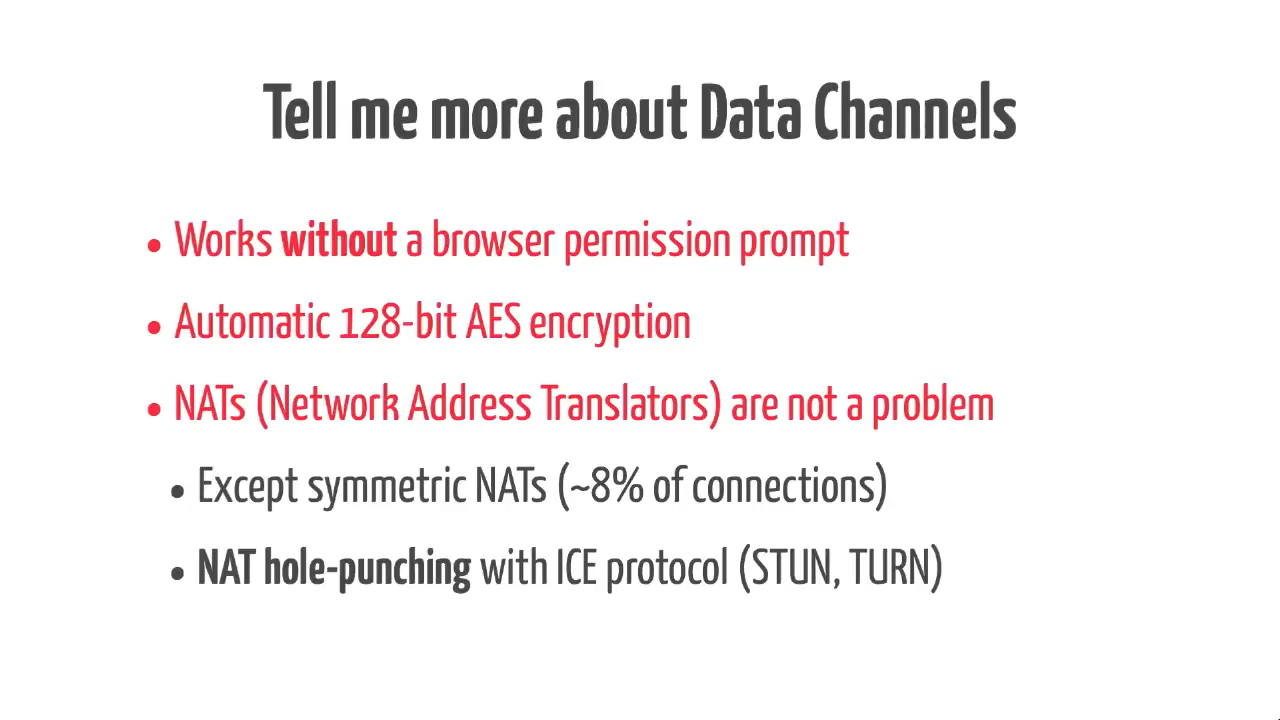 Tell me more about Data Channels
• Works without a browser permission prompt
• Automatic 128-bit AES encryption
• NATs (Network Address Translators) are not a problem
• Except symmetric NATs (~8% of connections)
• NAT hole-punching with ICE protocol (STUN, TURN)